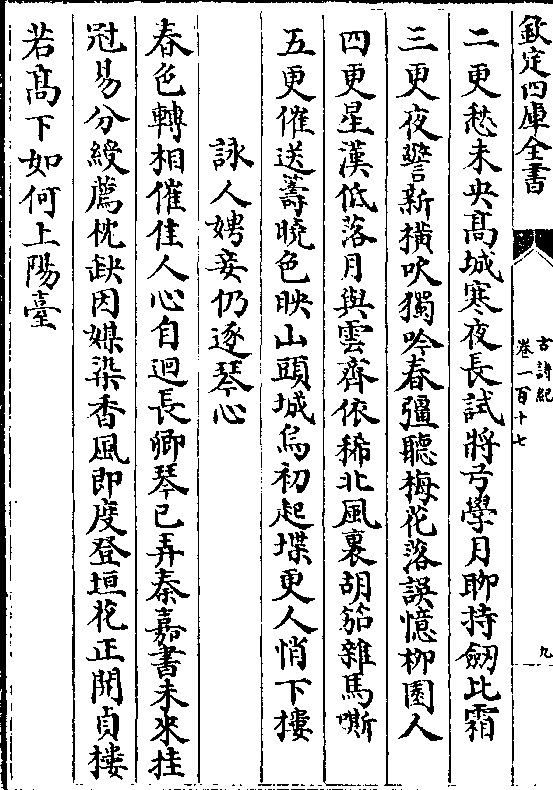 欽定四庫全書
古詩紀
卷一百十七
九
二更愁未央髙城寒夜長試將弓學月聊持劒比霜
三更夜警新横吹獨吟春彊聽梅花落誤憶栁園人
四更星漢低落月與雲齊依稀北風裏胡笳雜馬嘶
五更催送籌曉色映山頭城烏初起堞更人悄下樓
詠人娉妾仍逐琴心
春色轉相催佳人心自迴長卿琴已弄秦嘉書未來挂
冠易分綬薦枕缺因媒染香風即度登垣花正開貞樓
若髙下如何上陽臺